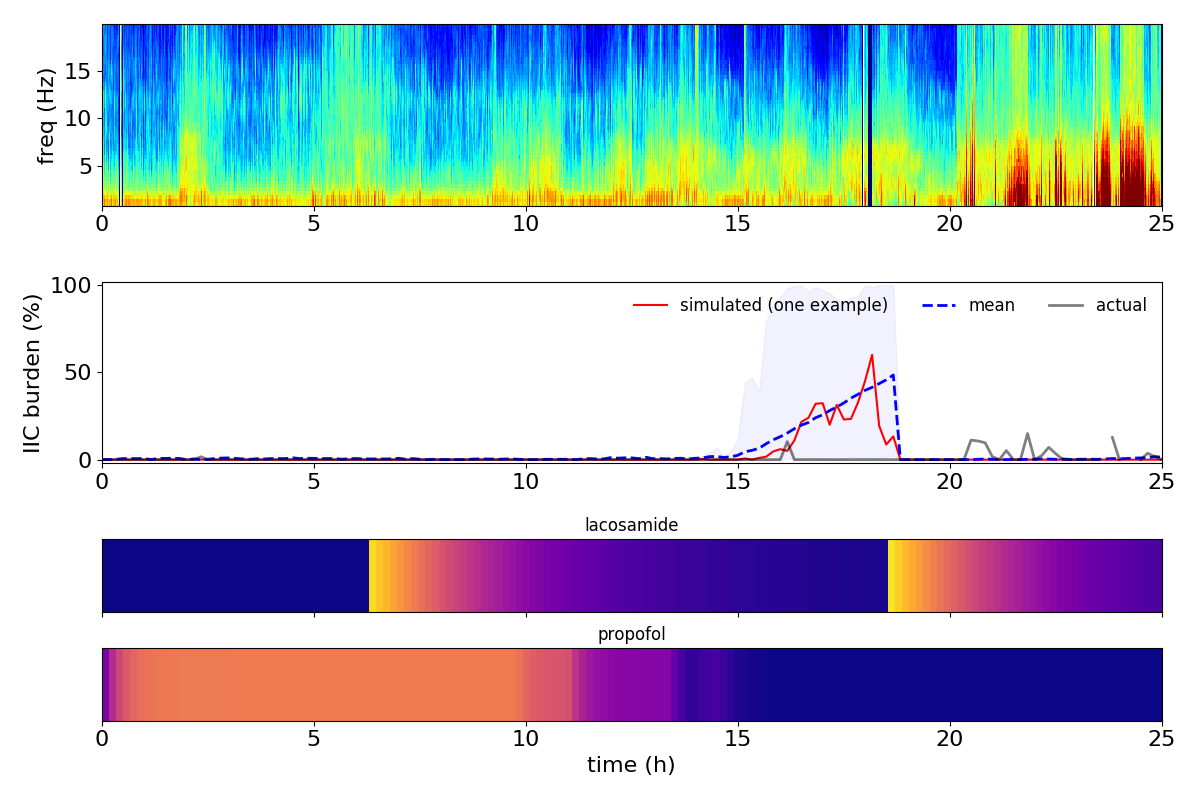 freq (Hz)
15
10
5
0 5 10 15 20 25
IIC burden (%)
100
50
0
simulated (one example) mean actual
0 5 10 15 20 25
lacosamide
propofol
0 5 10 15 20 25
time (h)